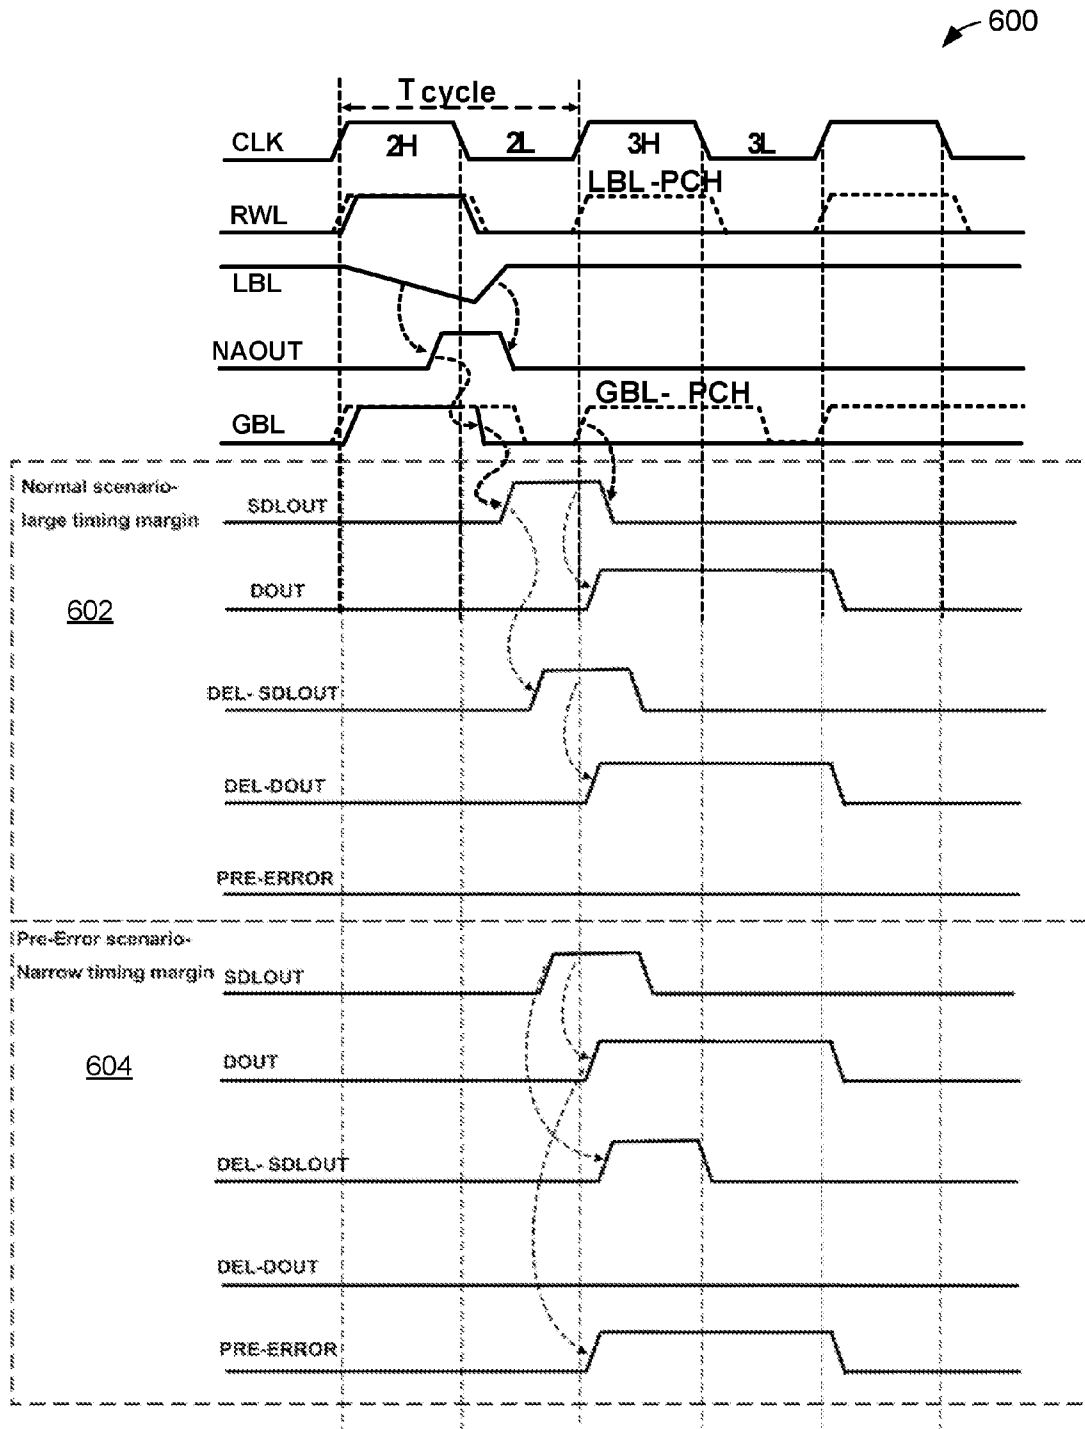 600
T cycle
CLK
2H
2L
3H
3L
LBL-PCH
RWL
LBL
NAOUT
GBL- PCH
GBL
Normal scenario-
large timing margin
SDLOUT
DOUT
602
DEL- SDLOUT
DEL-DOUT
PRE-ERROR
Pre-Error scenario-
Narrow timing margin
SDLOUT
DOUT
604
DEL- SDLOUT
DEL-DOUT
PRE-ERROR